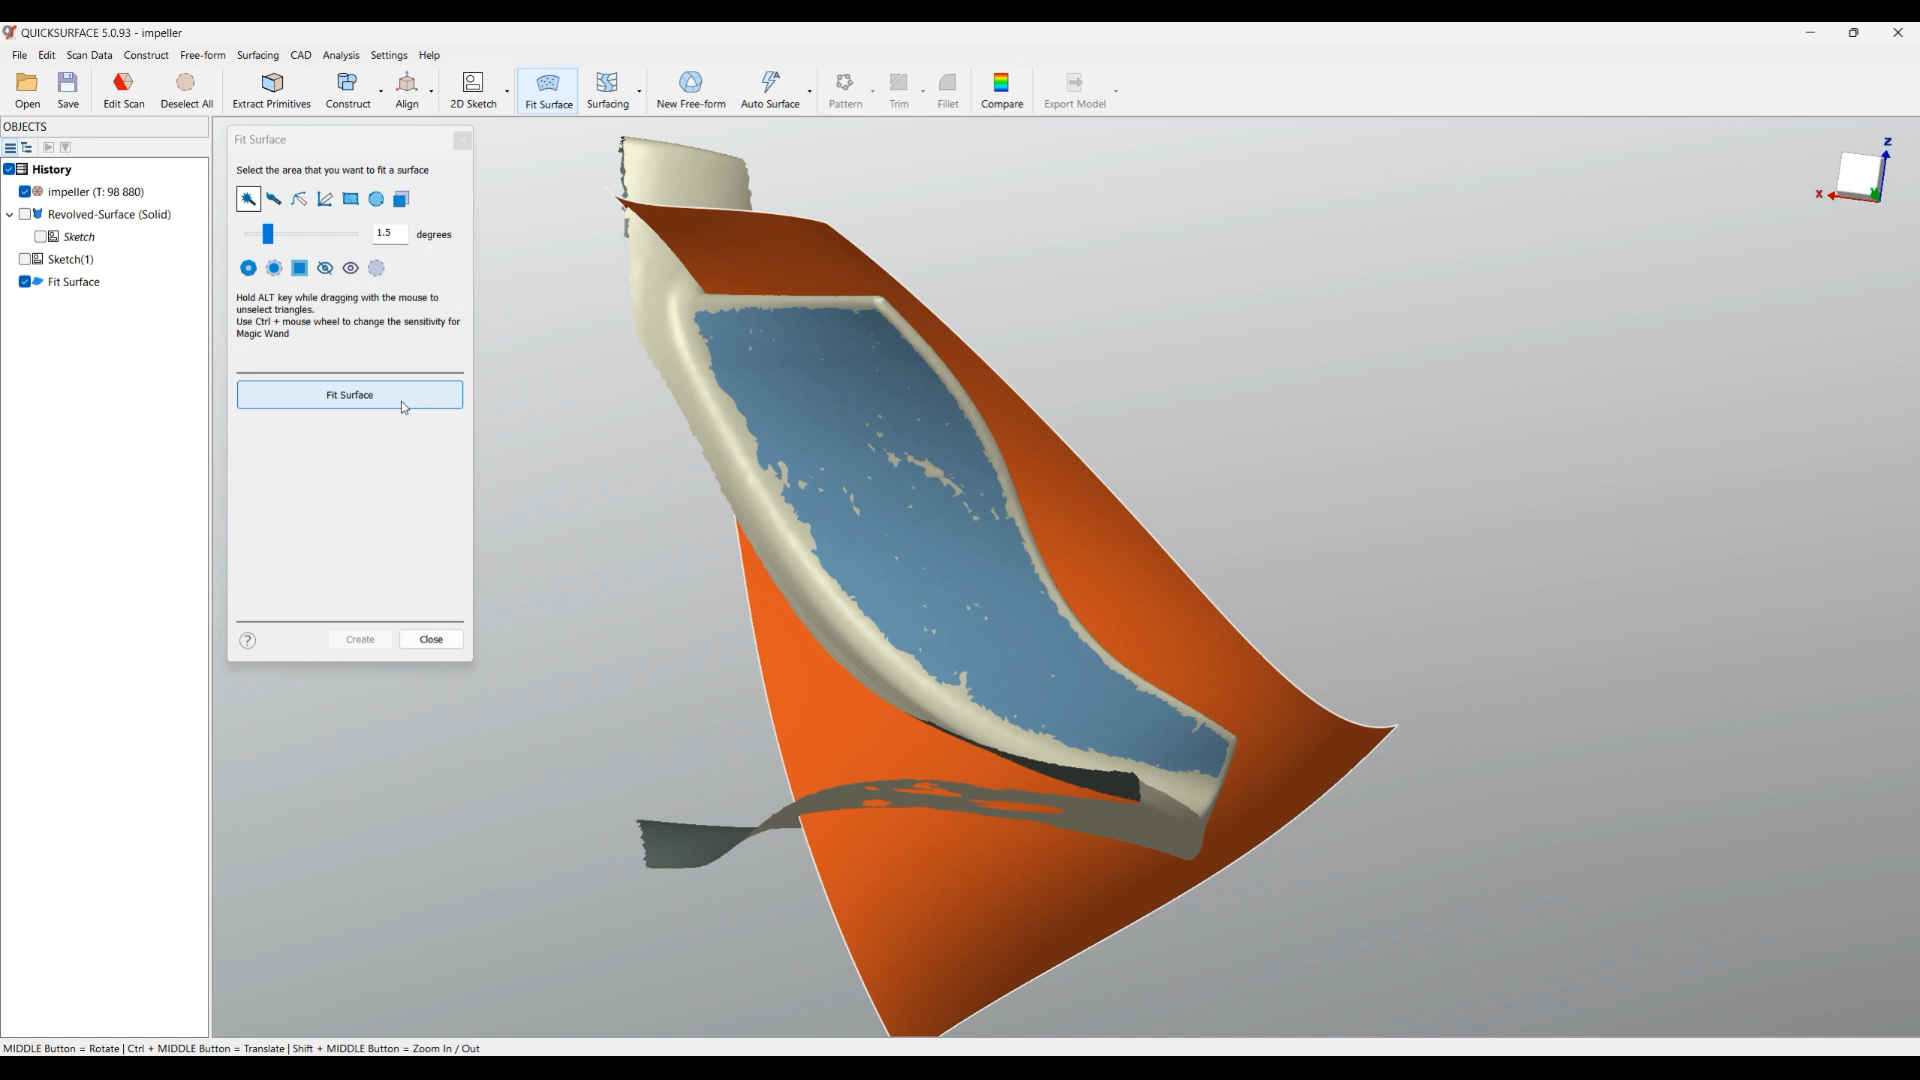 QUICKSURFACE 5.0.93 - impeller
File Edit Scan Data Construct Free-form Surfacing CAD Analysis Settings Help
Open Save Edit Scan Deselect All Extract Primitives Construct Align 2D Sketch Fit Surface Surfacing New Free-form Auto Surface Pattern Trim Fillet Compare Export Model
OBJECTS
History
impeller (T: 98 880)
Revolved-Surface (Solid)
Sketch
Sketch(1)
Fit Surface
Fit Surface
Select the area that you want to fit a surface
1.5 degrees
Hold ALT key while dragging with the mouse to
unselect triangles.
Use Ctrl + mouse wheel to change the sensitivity for
Magic Wand
Fit Surface
? Create Close
Z
X
Y
MIDDLE Button = Rotate | Ctrl + MIDDLE Button = Translate | Shift + MIDDLE Button = Zoom In / Out